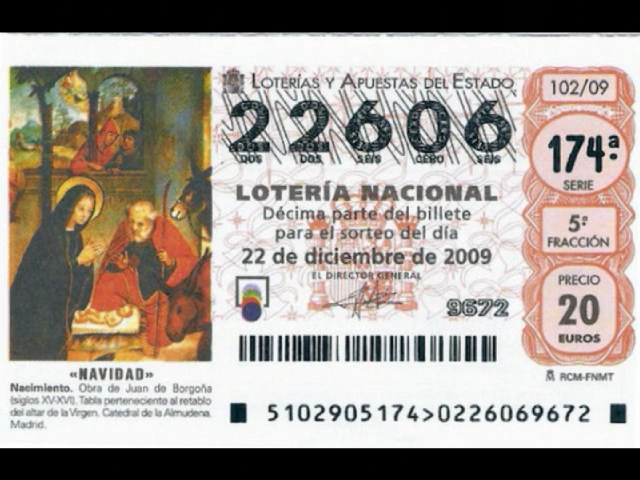 LOTERÍAS Y APUESTAS DEL ESTADO
22606
DOS DOS SEIS CERO SEIS
LOTERÍA NACIONAL
Décima parte del billete
para el sorteo del día
22 de diciembre de 2009
EL DIRECTOR GENERAL
9672
102/09
174ª
SERIE
5ª
FRACCIÓN
PRECIO
20
EUROS
RCM-FNMT
«NAVIDAD»
Nacimiento. Obra de Juan de Borgoña
(siglos XV-XVI). Tabla perteneciente al retablo
del altar de la Virgen. Catedral de la Almudena.
Madrid.
5102905174>0226069672